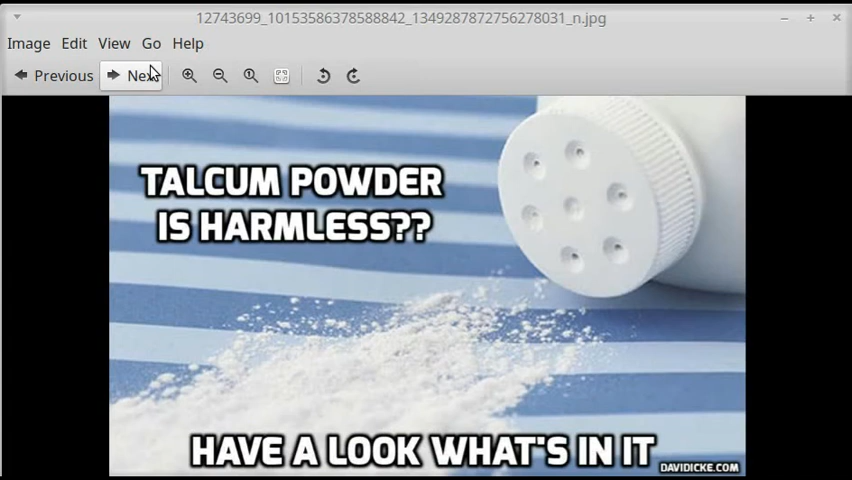 12743699_10153586378588842_1349287872756278031_n.jpg
Image Edit View Go Help
Previous Next
TALCUM POWDER
IS HARMLESS??
HAVE A LOOK WHAT'S IN IT
DAVIDICKE.COM